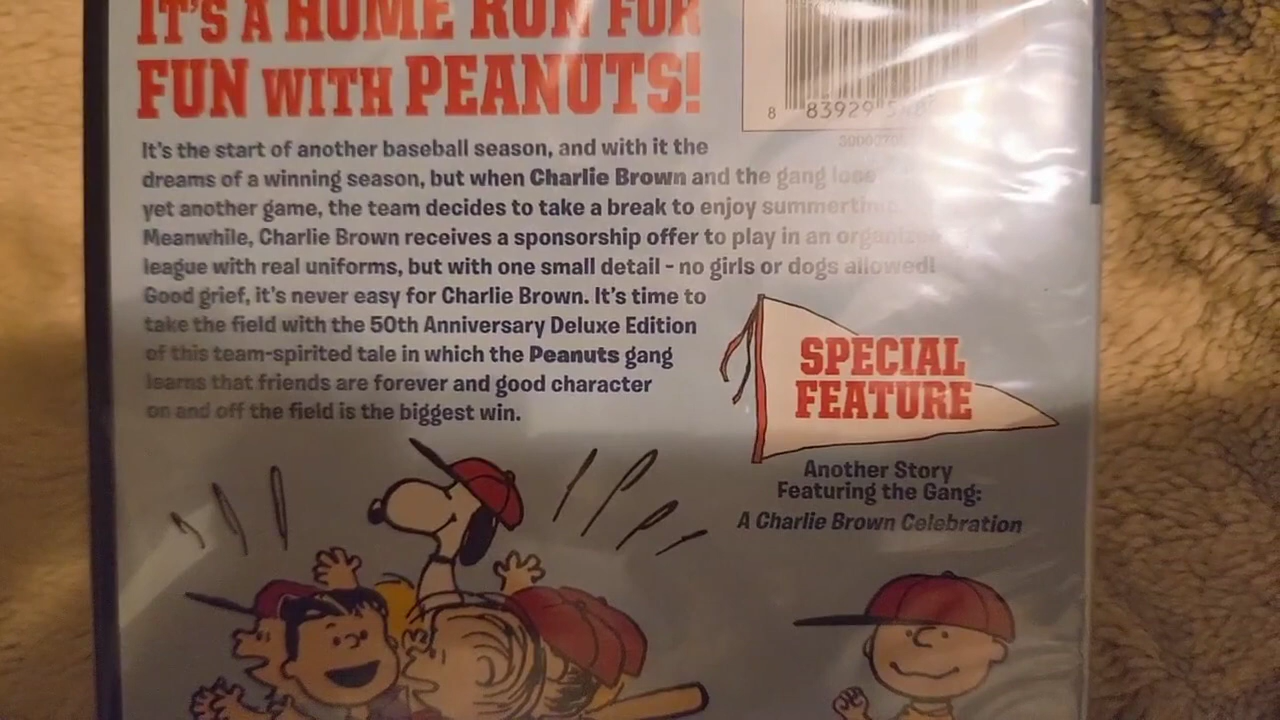 IT'S A HOME RUN FOR
FUN WITH PEANUTS!
It's the start of another baseball season, and with it the
dreams of a winning season, but when Charlie Brown and the gang lose
yet another game, the team decides to take a break to enjoy summertime.
Meanwhile, Charlie Brown receives a sponsorship offer to play in an organized
league with real uniforms, but with one small detail - no girls or dogs allowed!
Good grief, it's never easy for Charlie Brown. It's time to
take the field with the 50th Anniversary Deluxe Edition
of this team-spirited tale in which the Peanuts gang
learns that friends are forever and good character
on and off the field is the biggest win.
8 83929
SPECIAL
FEATURE
Another Story
Featuring the Gang:
A Charlie Brown Celebration